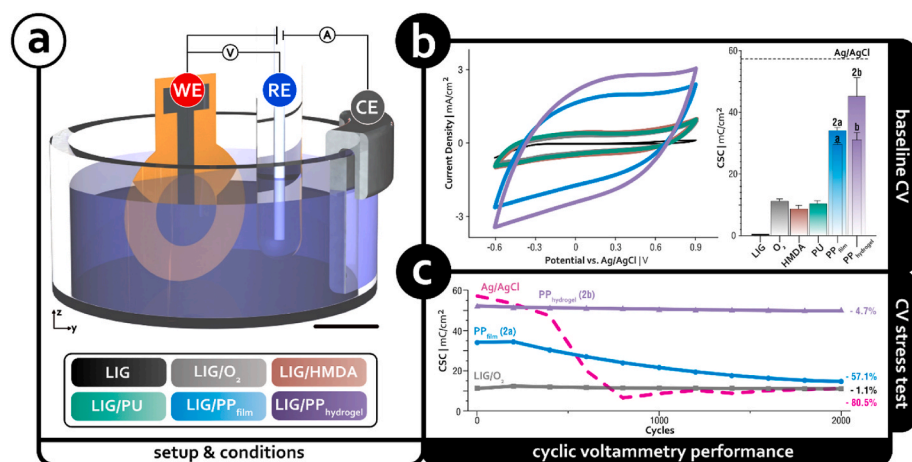 a
WE
RE
CE
V
A
z
y
LIG
LIG/O2
LIG/HMDA
LIG/PU
LIG/PPfilm
LIG/PPhydrogel
setup & conditions
b
Current Density | mA/cm²
3
0
-3
-0.6
-0.3
0
0.3
0.6
0.9
Potential vs. Ag/AgCl | V
CSC | mC/cm²
60
50
40
30
20
10
0
Ag/AgCl
2b
2a
a
b
LIG
O2
HMDA
PU
PPfilm
PPhydrogel
baseline CV
c
Ag/AgCl
PPhydrogel (2b)
PPfilm (2a)
LIG/O2
CSC | mC/cm²
60
40
20
0
- 4.7%
- 57.1%
- 1.1%
- 80.5%
0
1000
2000
Cycles
CV stress test
cyclic voltammetry performance